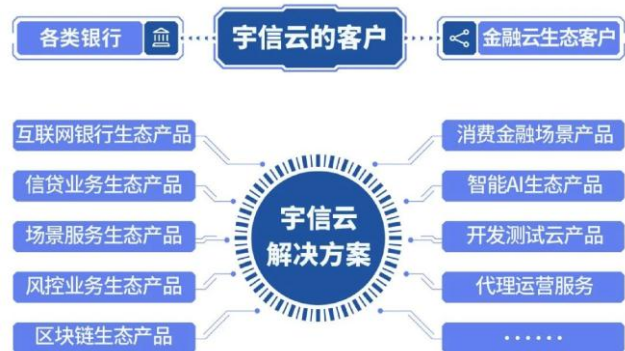 各类银行
宇信云的客户
金融云生态客户
互联网银行生态产品
消费金融场景产品
信贷业务生态产品
智能AI生态产品
宇信云
解决方案
场景服务生态产品
开发测试云产品
风控业务生态产品
代理运营服务
区块链生态产品
······